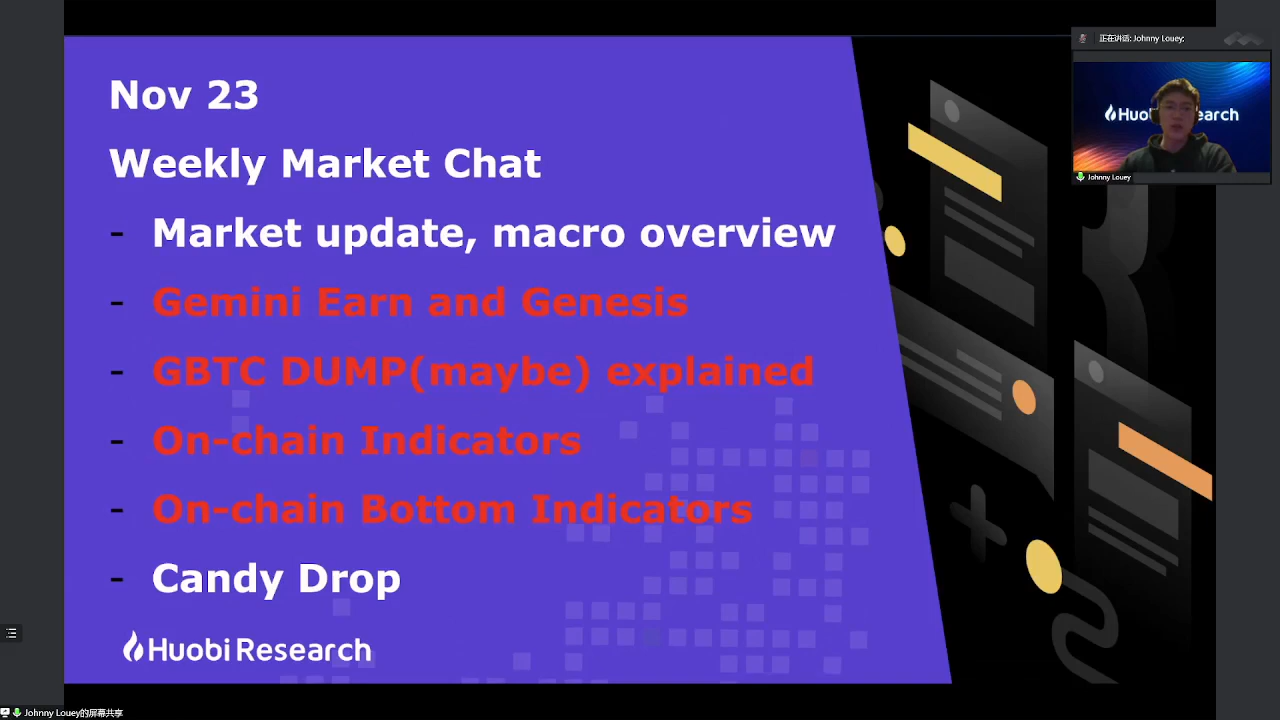 Nov 23
Weekly Market Chat
- Market update, macro overview
- Gemini Earn and Genesis
- GBTC DUMP(maybe) explained
- On-chain Indicators
- On-chain Bottom Indicators
- Candy Drop
Huobi Research
正在讲话: Johnny Louey;
Huobi Research
Johnny Louey
Johnny Louey的屏幕共享